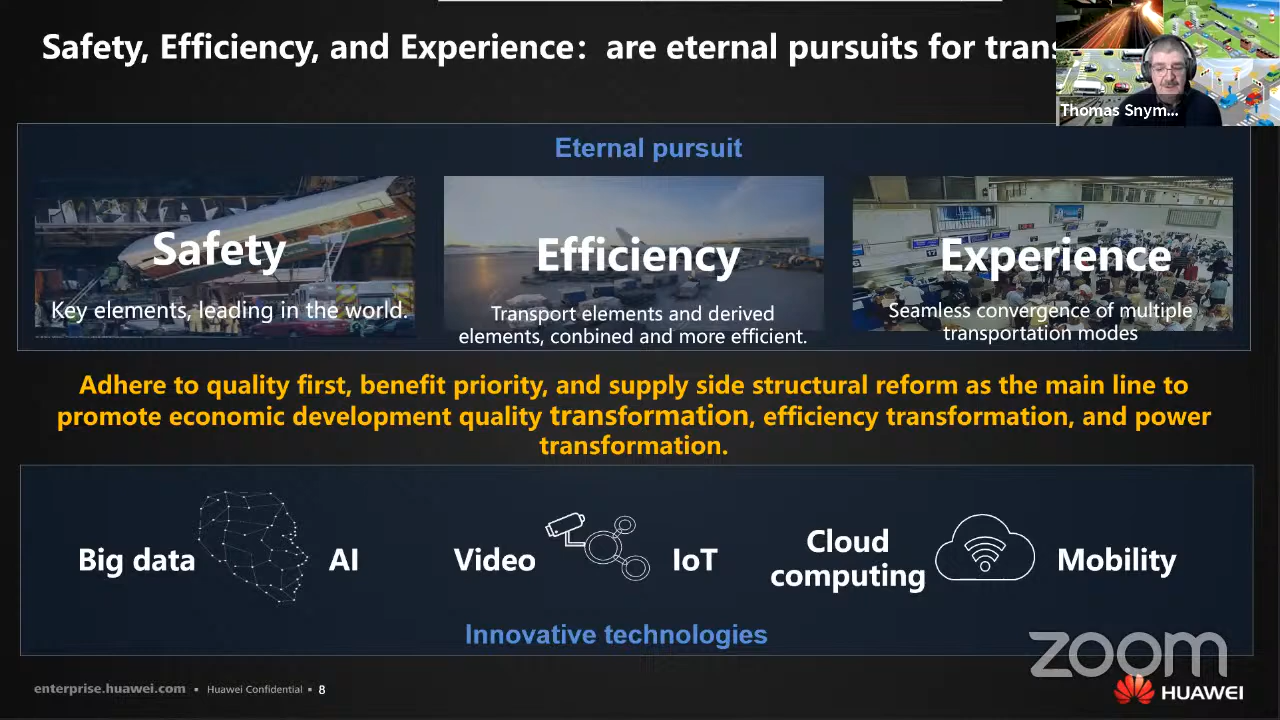 Safety, Efficiency, and Experience: are eternal pursuits for trans
Thomas Snym...
Eternal pursuit
Safety
Key elements, leading in the world.
Efficiency
Transport elements and derived
elements, combined and more efficient.
Experience
Seamless convergence of multiple
transportation modes
Adhere to quality first, benefit priority, and supply side structural reform as the main line to
promote economic development quality transformation, efficiency transformation, and power
transformation.
Big data
AI
Video
IoT
Cloud
computing
Mobility
Innovative technologies
zoom
enterprise.huawei.com ▪ Huawei Confidential ▪ 8
HUAWEI